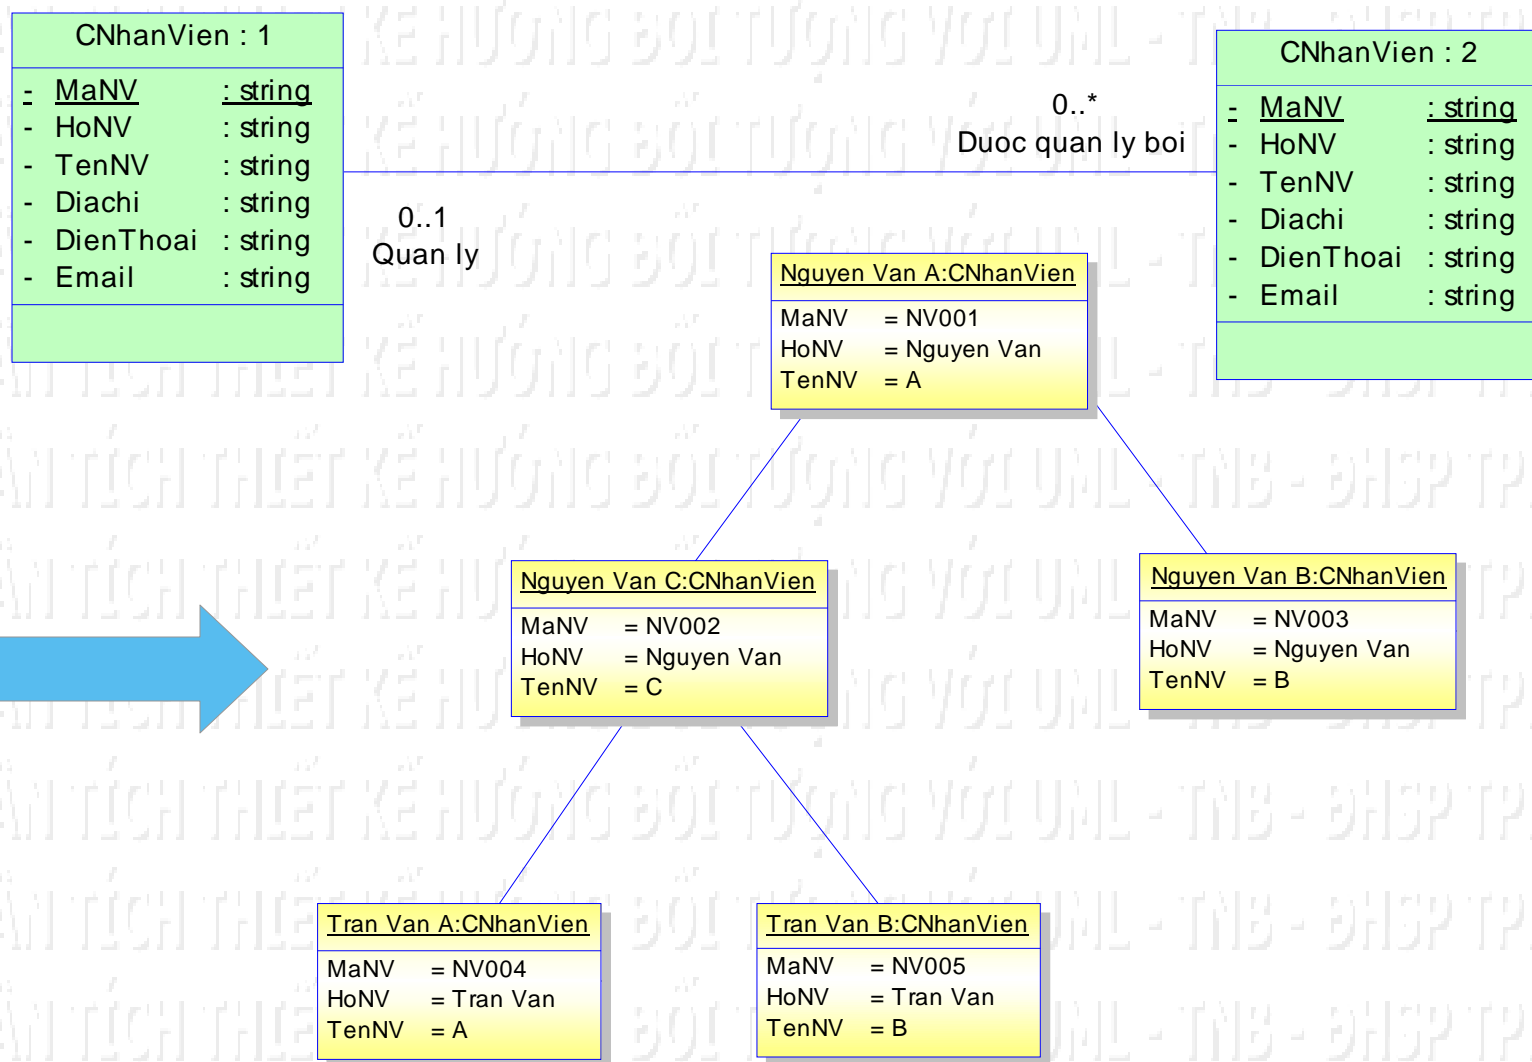 CNhanVien : 1
- MaNV : string
- HoNV : string
- TenNV : string
- Diachi : string
- DienThoai : string
- Email : string
0..*
Duoc quan ly boi
0..1
Quan ly
CNhanVien : 2
- MaNV : string
- HoNV : string
- TenNV : string
- Diachi : string
- DienThoai : string
- Email : string
Nguyen Van A:CNhanVien
MaNV = NV001
HoNV = Nguyen Van
TenNV = A
Nguyen Van C:CNhanVien
MaNV = NV002
HoNV = Nguyen Van
TenNV = C
Nguyen Van B:CNhanVien
MaNV = NV003
HoNV = Nguyen Van
TenNV = B
Tran Van A:CNhanVien
MaNV = NV004
HoNV = Tran Van
TenNV = A
Tran Van B:CNhanVien
MaNV = NV005
HoNV = Tran Van
TenNV = B